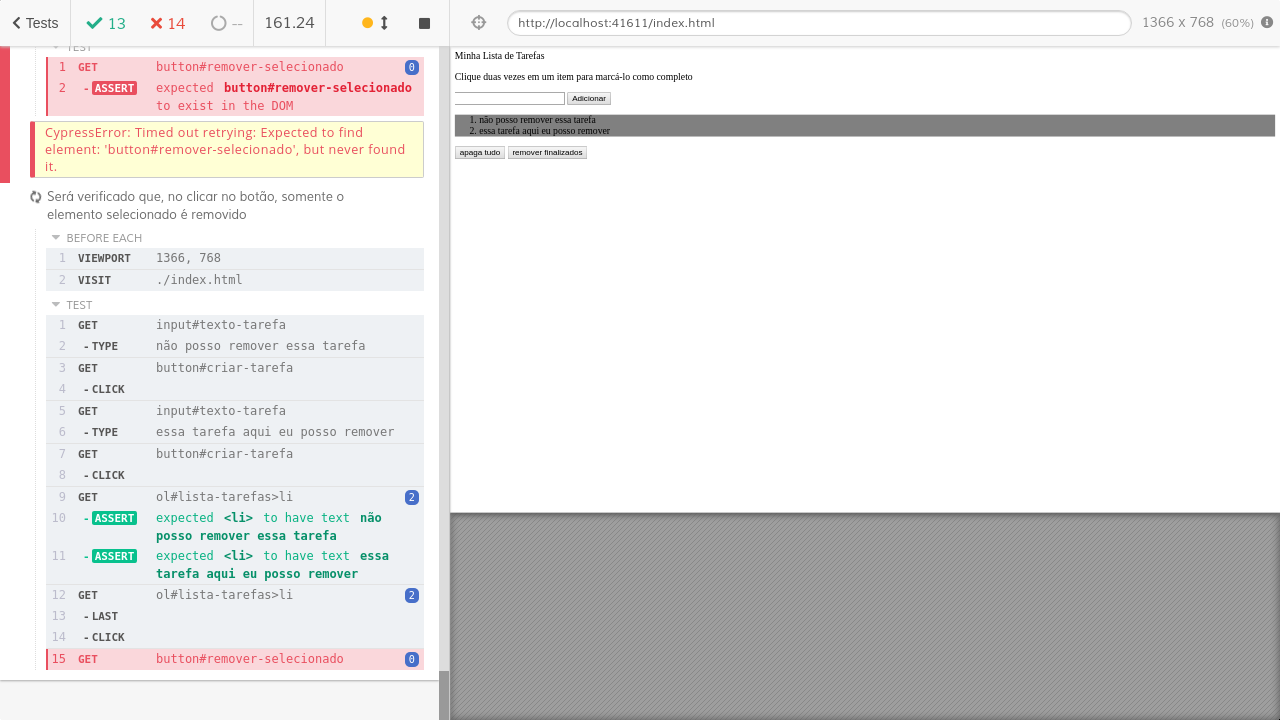 Tests 13 14 -- 161.24
TEST
1 GET button#remover-selecionado 0
2 -ASSERT expected button#remover-selecionado
to exist in the DOM
CypressError: Timed out retrying: Expected to find
element: 'button#remover-selecionado', but never found
it.
Será verificado que, no clicar no botão, somente o
elemento selecionado é removido
BEFORE EACH
1 VIEWPORT 1366, 768
2 VISIT ./index.html
TEST
1 GET input#texto-tarefa
2 -TYPE não posso remover essa tarefa
3 GET button#criar-tarefa
4 -CLICK
5 GET input#texto-tarefa
6 -TYPE essa tarefa aqui eu posso remover
7 GET button#criar-tarefa
8 -CLICK
9 GET ol#lista-tarefas>li 2
10 -ASSERT expected <li> to have text não
posso remover essa tarefa
11 -ASSERT expected <li> to have text essa
tarefa aqui eu posso remover
12 GET ol#lista-tarefas>li 2
13 -LAST
14 -CLICK
15 GET button#remover-selecionado 0
http://localhost:41611/index.html 1366 x 768 (60%)
Minha Lista de Tarefas
Clique duas vezes em um item para marcá-lo como completo
Adicionar
1. não posso remover essa tarefa
2. essa tarefa aqui eu posso remover
apaga tudo remover finalizados